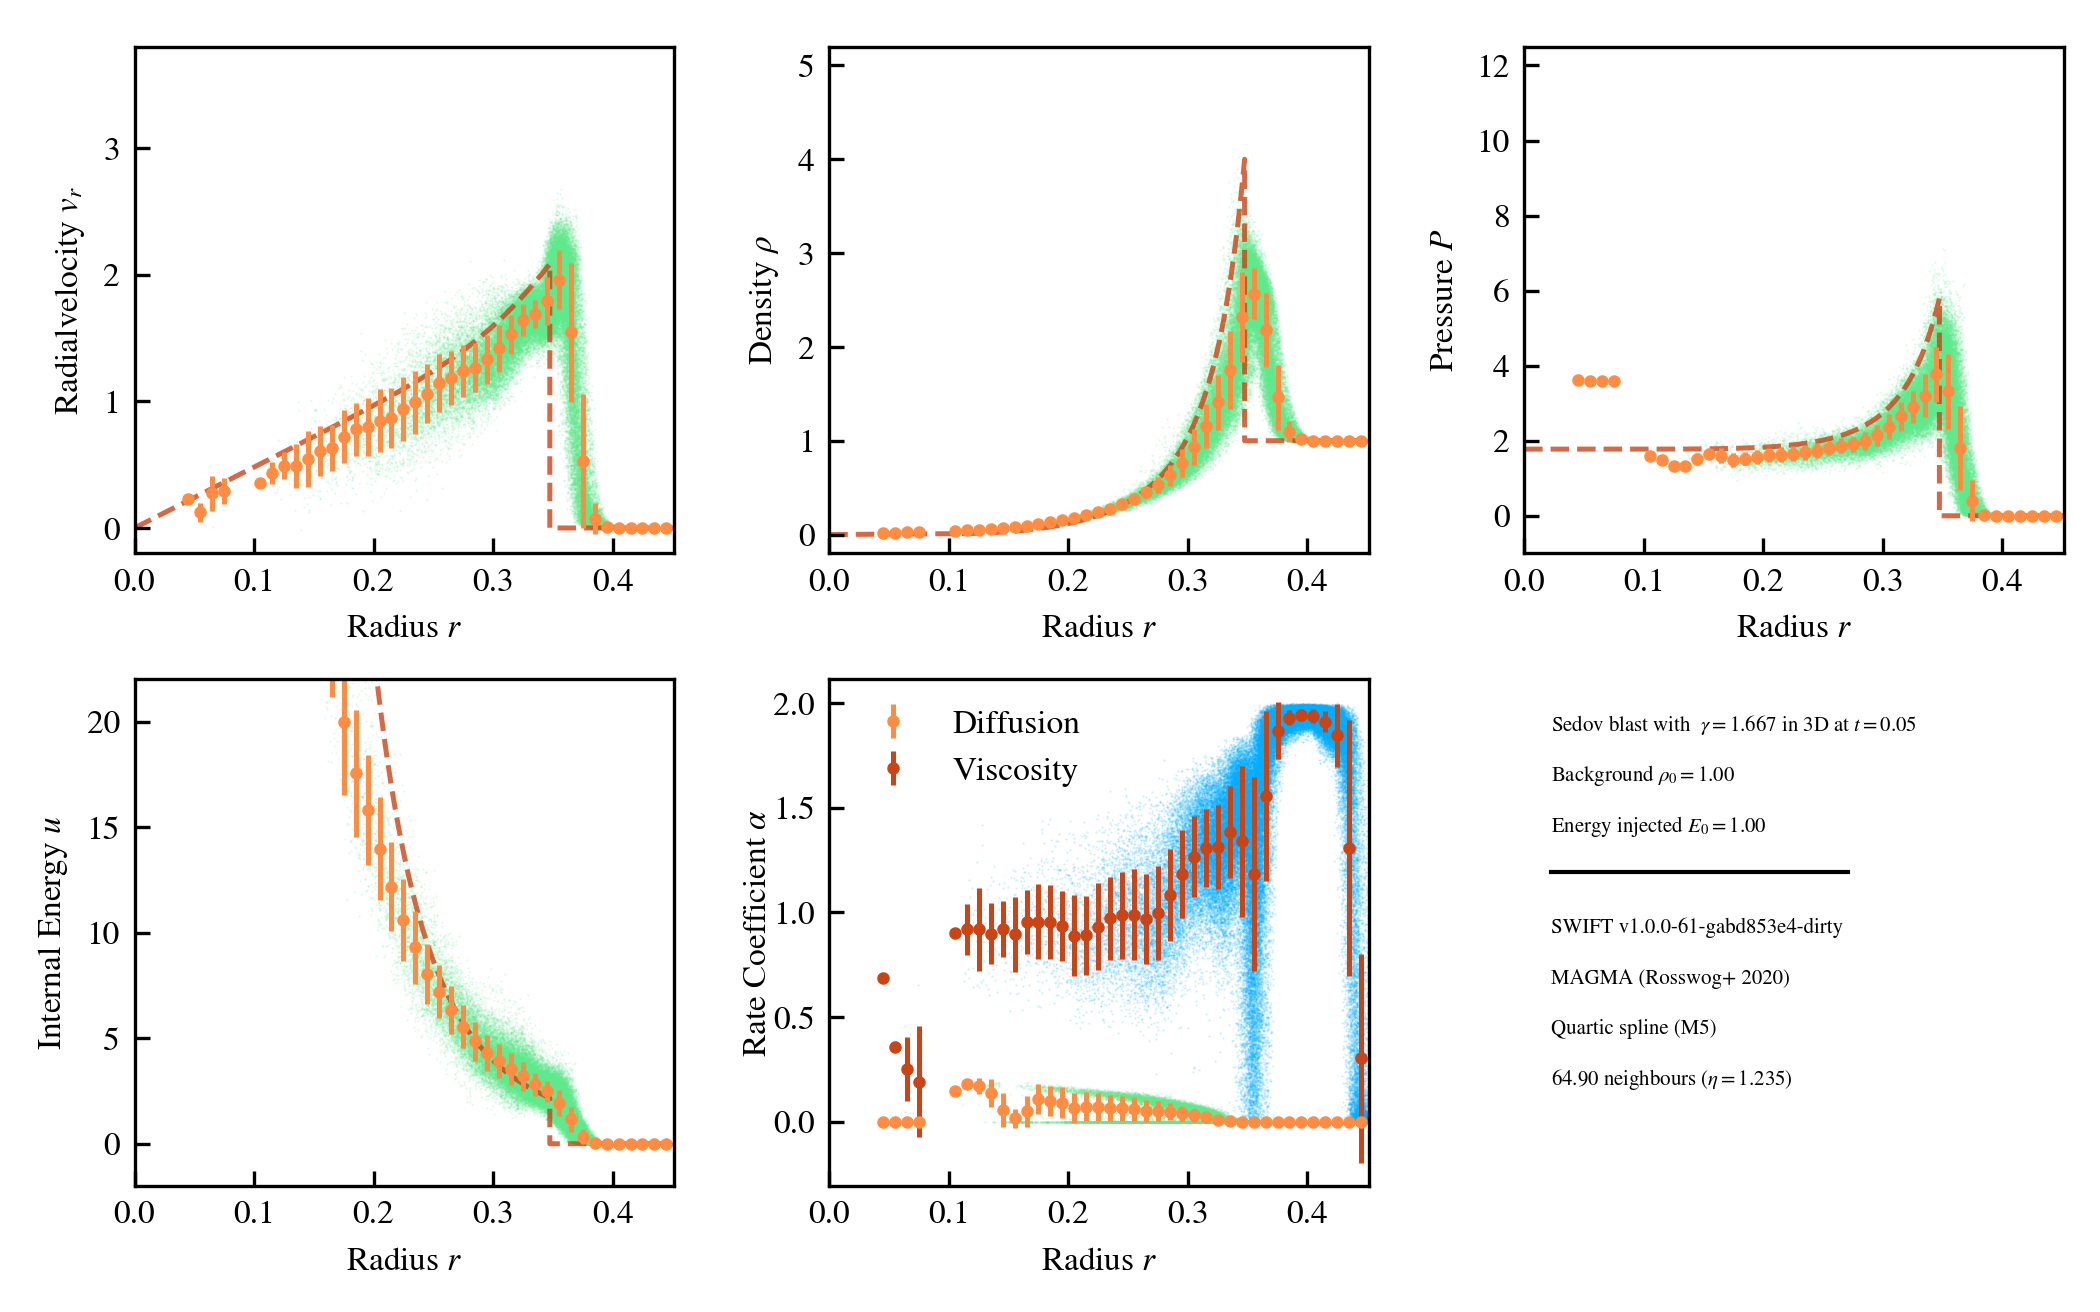 Radialvelocity v_r
3
2
1
0
0.0 0.1 0.2 0.3 0.4
Radius r
Density ρ
5
4
3
2
1
0
0.0 0.1 0.2 0.3 0.4
Radius r
Pressure P
12
10
8
6
4
2
0
0.0 0.1 0.2 0.3 0.4
Radius r
Internal Energy u
20
15
10
5
0
0.0 0.1 0.2 0.3 0.4
Radius r
Rate Coefficient α
2.0
1.5
1.0
0.5
0.0
Diffusion
Viscosity
0.0 0.1 0.2 0.3 0.4
Radius r
Sedov blast with γ = 1.667 in 3D at t = 0.05
Background ρ₀ = 1.00
Energy injected E₀ = 1.00
SWIFT v1.0.0-61-gabd853e4-dirty
MAGMA (Rosswog+ 2020)
Quartic spline (M5)
64.90 neighbours (η = 1.235)